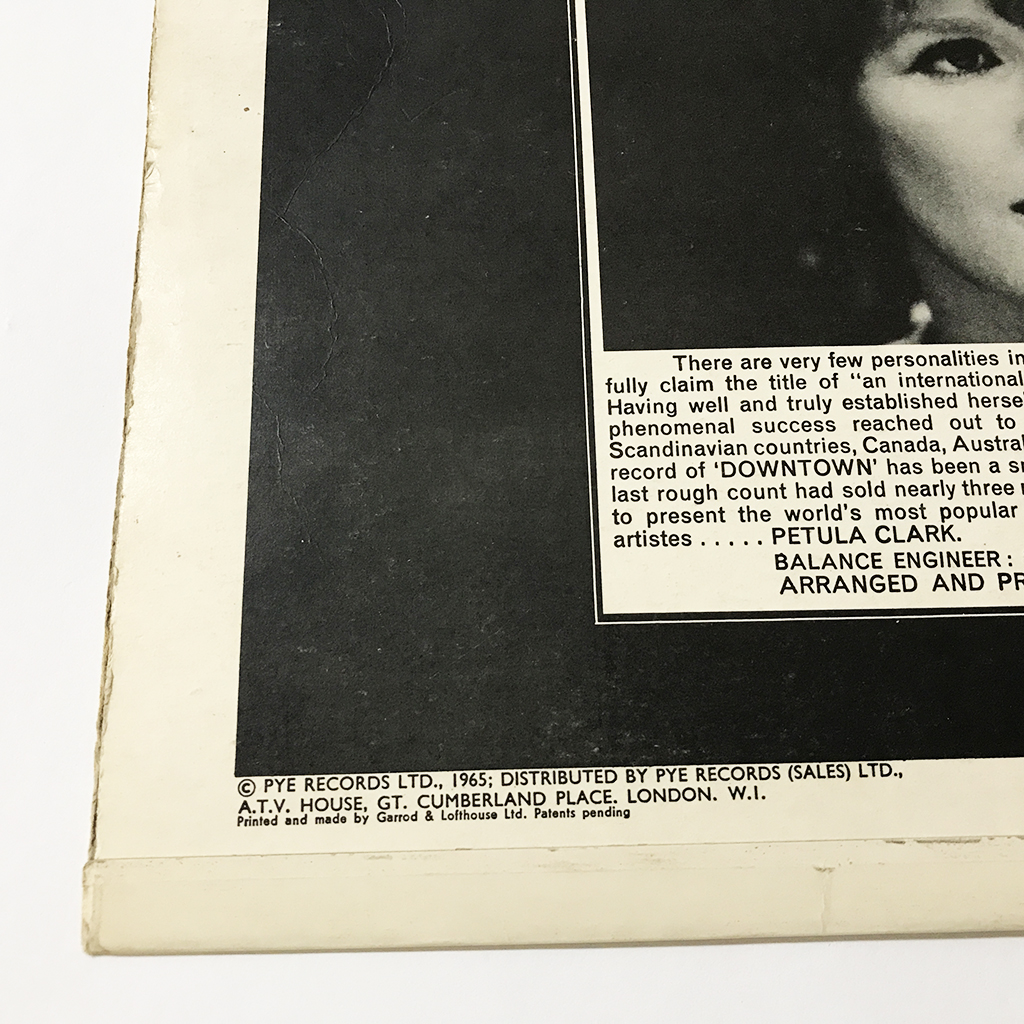 There are very few personalities in
fully claim the title of “an international
Having well and truly established herse
phenomenal success reached out to
Scandinavian countries, Canada, Austral
record of ‘DOWNTOWN’ has been a s
last rough count had sold nearly three
to present the world's most popular
artistes ..... PETULA CLARK.
BALANCE ENGINEER :
ARRANGED AND PR
© PYE RECORDS LTD., 1965; DISTRIBUTED BY PYE RECORDS (SALES) LTD.,
A.T.V. HOUSE, GT. CUMBERLAND PLACE. LONDON. W.I.
Printed and made by Garrod & Lofthouse Ltd. Patents pending